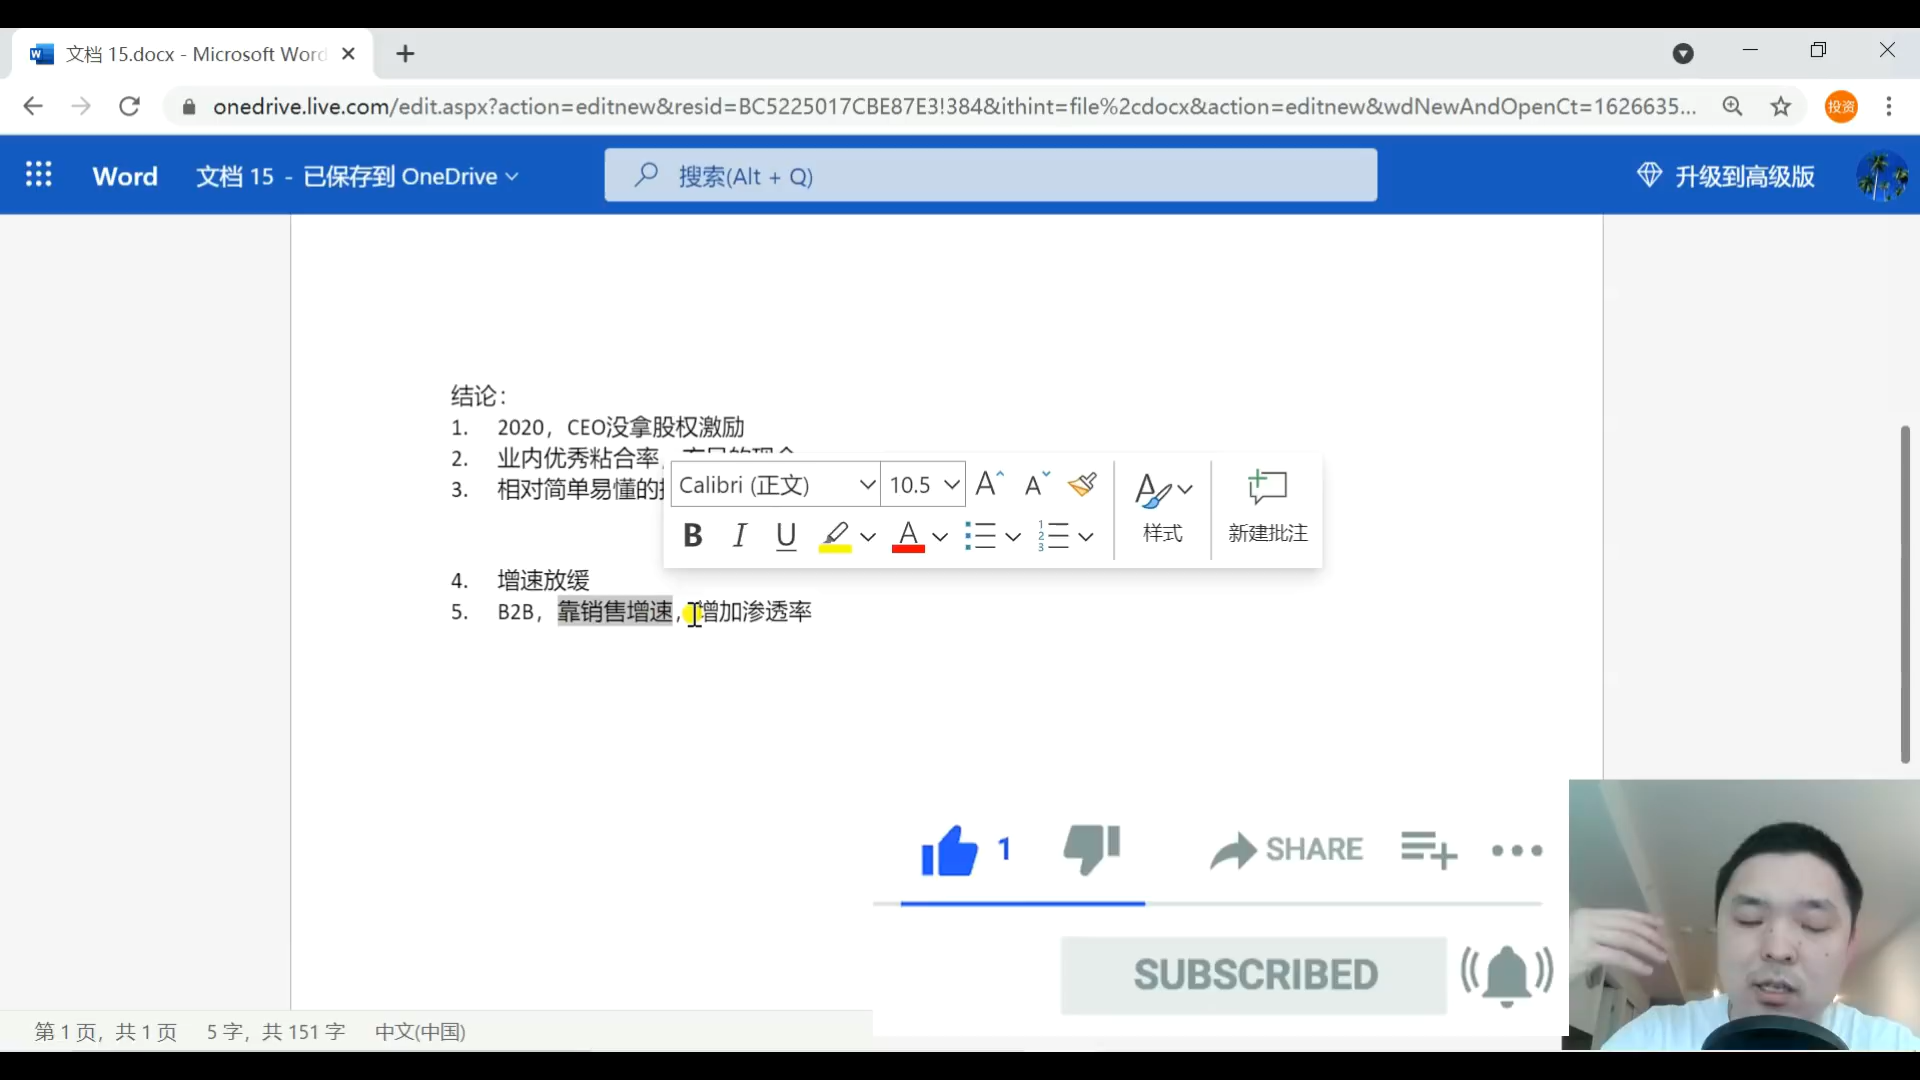 文档 15.docx - Microsoft Word
onedrive.live.com/edit.aspx?action=editnew&resid=BC5225017CBE87E3!384&ithint=file%2cdocx&action=editnew&wdNewAndOpenCt=1626635...
投资
Word
文档 15 - 已保存到 OneDrive
搜索(Alt + Q)
升级到高级版
结论：
1. 2020，CEO没拿股权激励
2. 业内优秀粘合率，
3. 相对简单易懂的
Calibri (正文)
10.5
样式
新建批注
4. 增速放缓
5. B2B，靠销售增速，增加渗透率
1
SHARE
SUBSCRIBED
第 1 页，共 1 页 5 字，共 151 字 中文(中国)